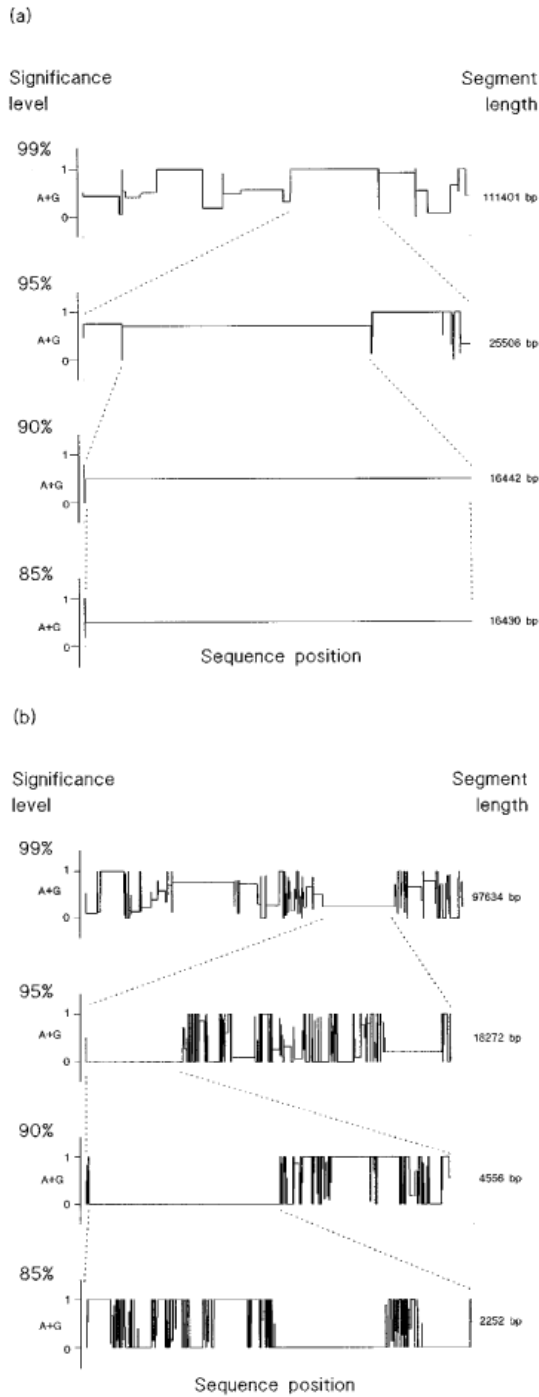 (a)
Significance level
Segment length
99%
1
A+G
0
111401 bp
95%
1
A+G
0
25506 bp
90%
1
A+G
0
16442 bp
85%
1
A+G
0
16430 bp
Sequence position
(b)
Significance level
Segment length
99%
1
A+G
0
97634 bp
95%
1
A+G
0
18272 bp
90%
1
A+G
0
4556 bp
85%
1
A+G
0
2252 bp
Sequence position